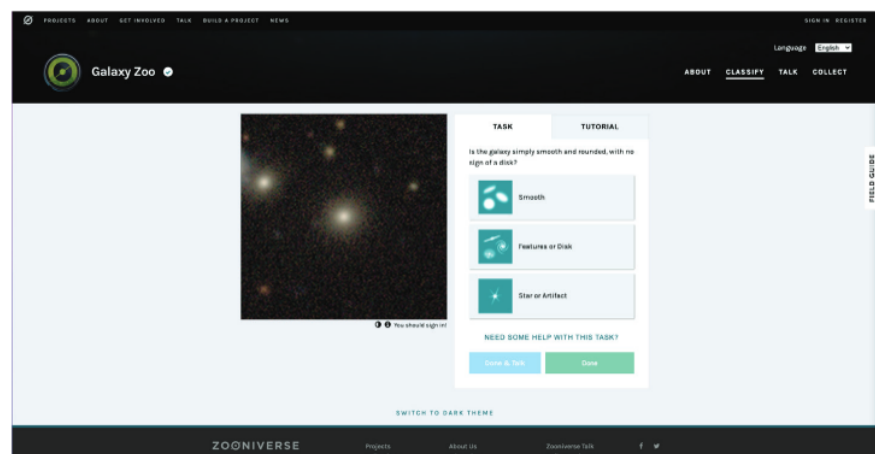 PROJECTS ABOUT GET INVOLVED TALK BUILD A PROJECT NEWS
SIGN IN REGISTER
Language English
Galaxy Zoo
ABOUT CLASSIFY TALK COLLECT
TASK TUTORIAL
Is the galaxy simply smooth and rounded, with no
sign of a disk?
Smooth
Features or Disk
Star or Artifact
You should sign in!
NEED SOME HELP WITH THIS TASK?
Done & Talk Done
FIELD GUIDE
SWITCH TO DARK THEME
ZOONIVERSE Projects About Us Zooniverse Talk